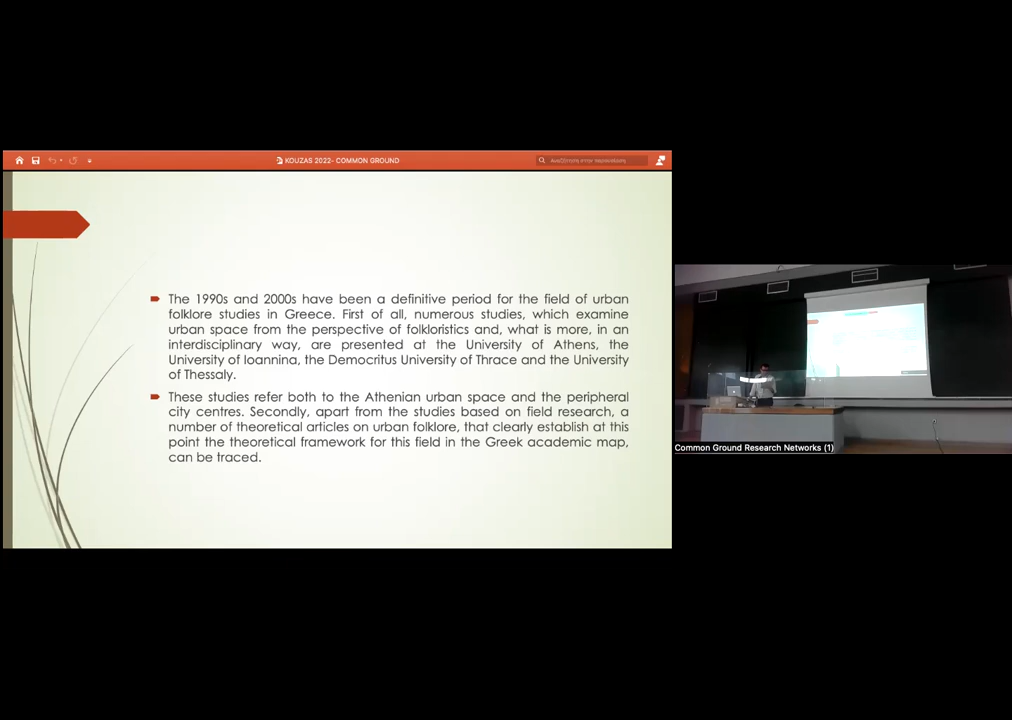 KOUZAS 2022- COMMON GROUND
Αναζήτηση στην παρουσίαση
The 1990s and 2000s have been a definitive period for the field of urban
folklore studies in Greece. First of all, numerous studies, which examine
urban space from the perspective of folkloristics and, what is more, in an
interdisciplinary way, are presented at the University of Athens, the
University of Ioannina, the Democritus University of Thrace and the University
of Thessaly.
These studies refer both to the Athenian urban space and the peripheral
city centres. Secondly, apart from the studies based on field research, a
number of theoretical articles on urban folklore, that clearly establish at this
point the theoretical framework for this field in the Greek academic map,
can be traced.
Common Ground Research Networks (1)